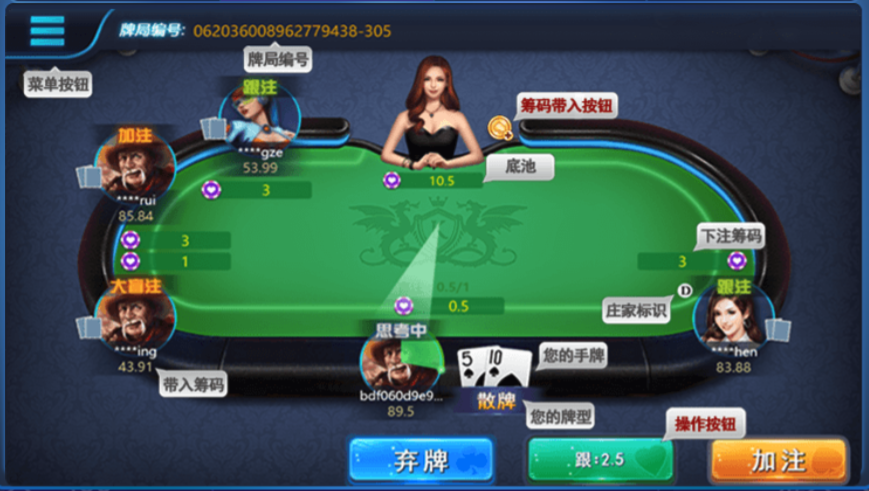 牌局编号: 062036008962779438-305
菜单按钮
牌局编号
跟注
筹码带入按钮
加注
****gze
53.99
底池
10.5
****rui
85.84
3
3
1
下注筹码
3
大盲注
0.5/1
0.5
D
庄家标识
跟注
思考中
****ing
43.91
带入筹码
****hen
83.88
5
10
您的手牌
bdf060d9e9...
89.5
散牌
您的牌型
操作按钮
弃牌
跟:2.5
加注